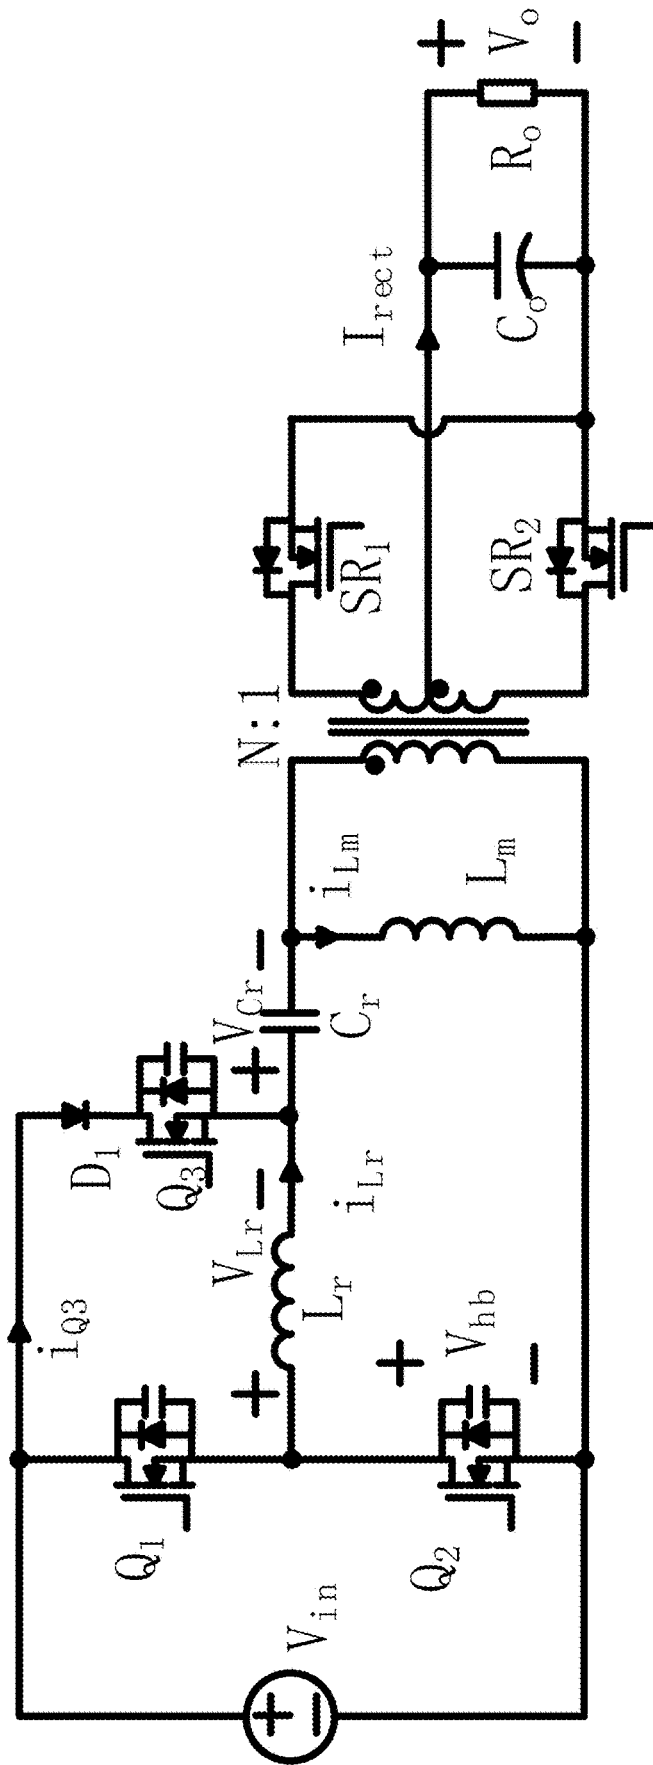 V_in
Q_1
Q_2
i_Q3
+
V_Lr
−
L_r
i_Lr
+
V_hb
−
D_1
Q_3
+
V_Cr
−
C_r
i_Lm
L_m
N:1
SR_1
SR_2
I_rect
C_o
R_o
+
V_o
−